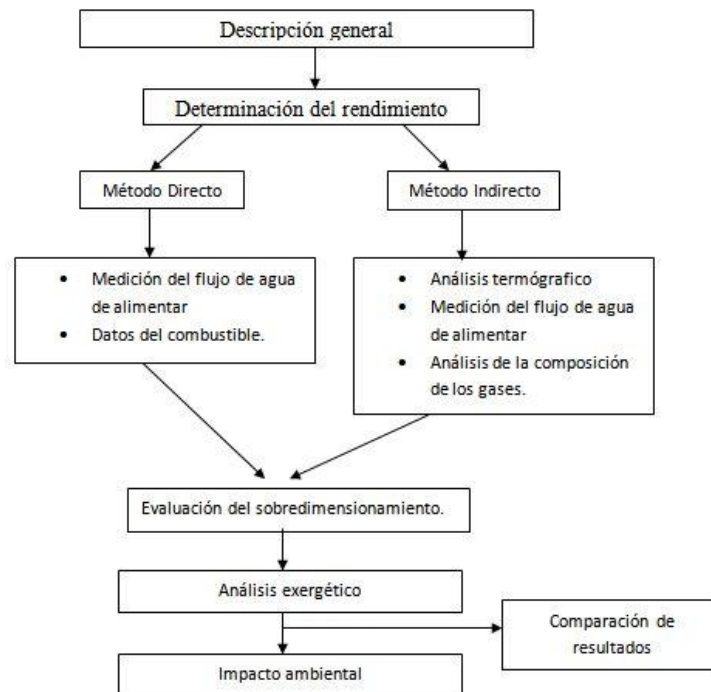 Descripción general
Determinación del rendimiento
Método Directo
Método Indirecto
• Medición del flujo de agua
de alimentar
• Datos del combustible.
• Análisis termógrafico
• Medición del flujo de agua
de alimentar
• Análisis de la composición
de los gases.
Evaluación del sobredimensionamiento.
Análisis exergético
Comparación de
resultados
Impacto ambiental